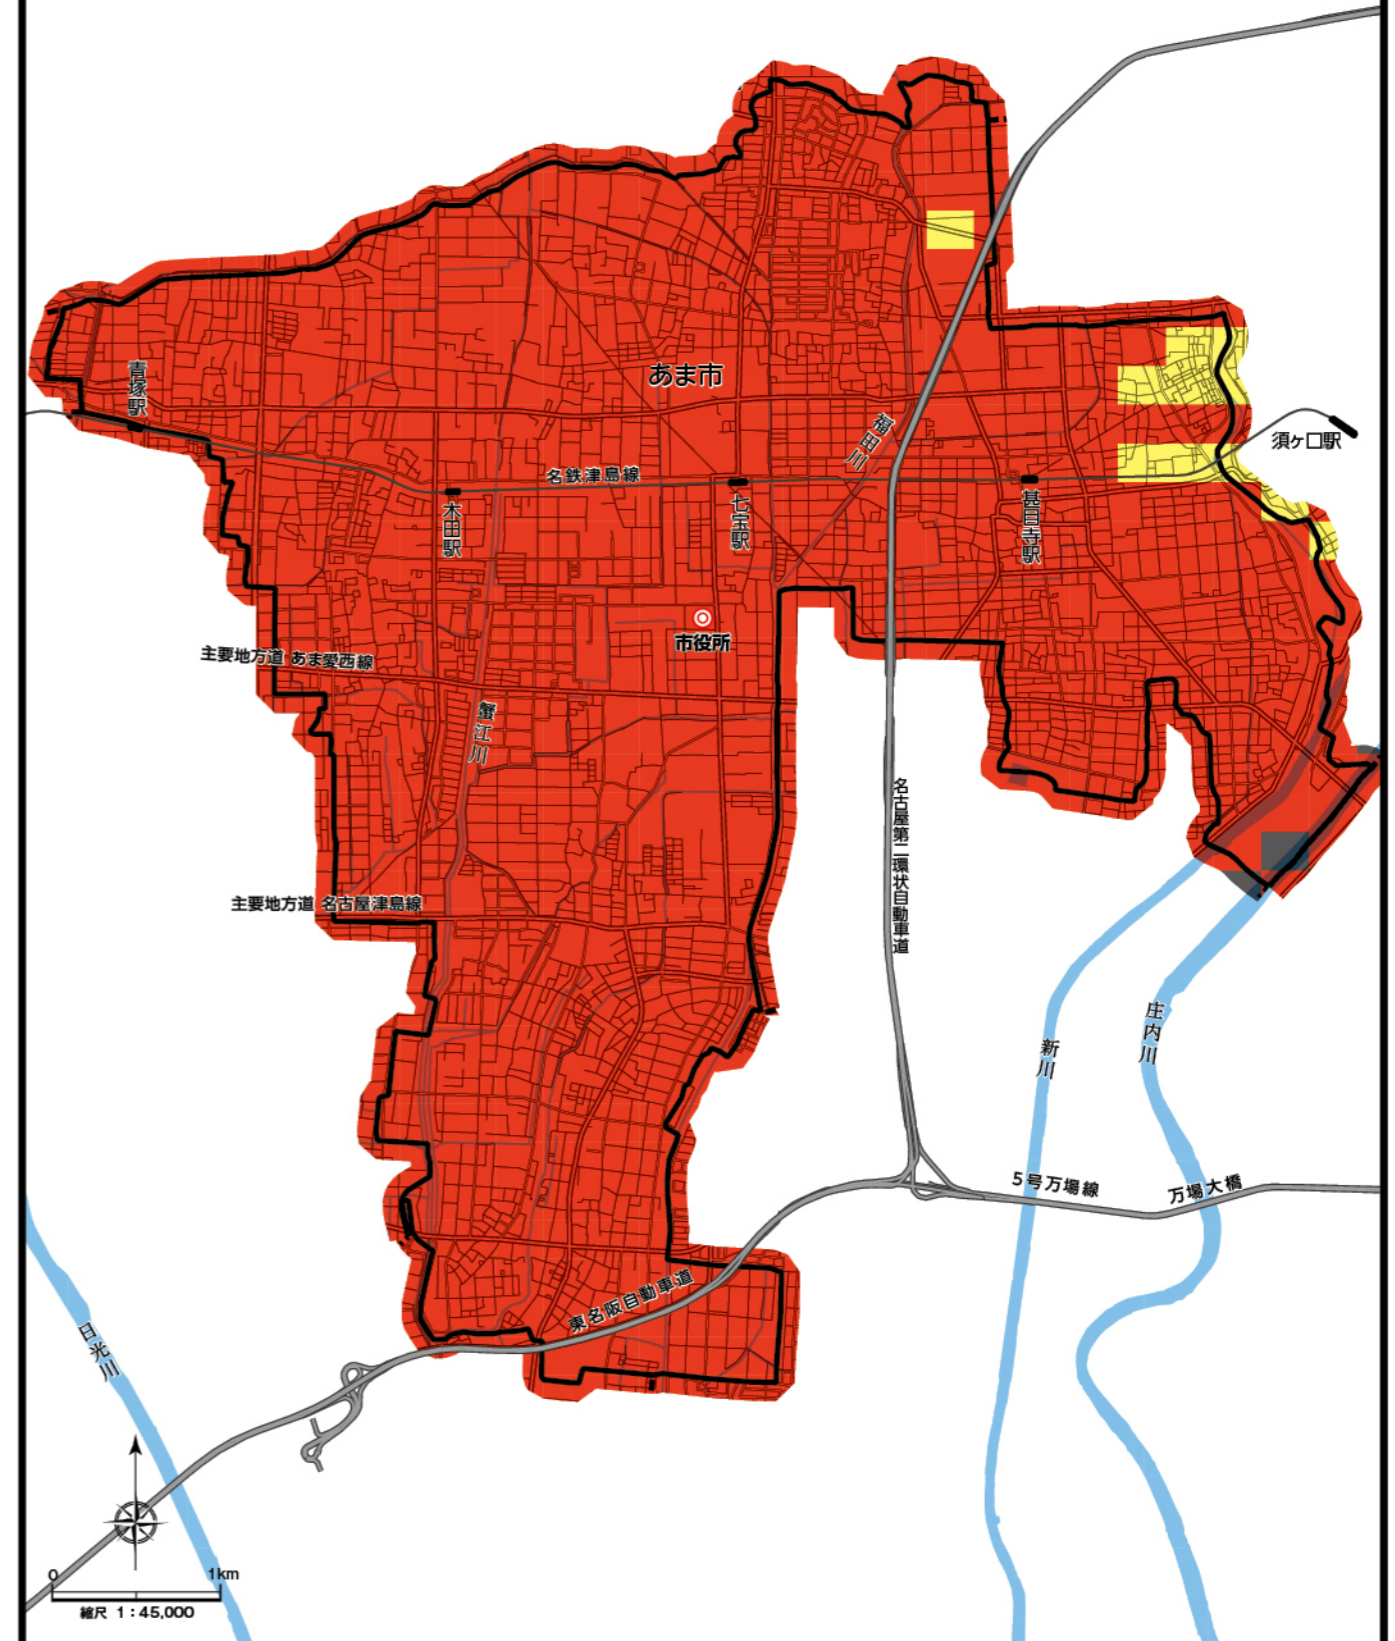 あま市
青塚駅
福田川
須ヶ口駅
名鉄津島線
木田駅
七宝駅
甚目寺駅
市役所
主要地方道 あま愛西線
蟹江川
名古屋第二環状自動車道
主要地方道 名古屋津島線
庄内川
新川
5号万場線
万場大橋
東名阪自動車道
日光川
0 1km
縮尺 1:45,000